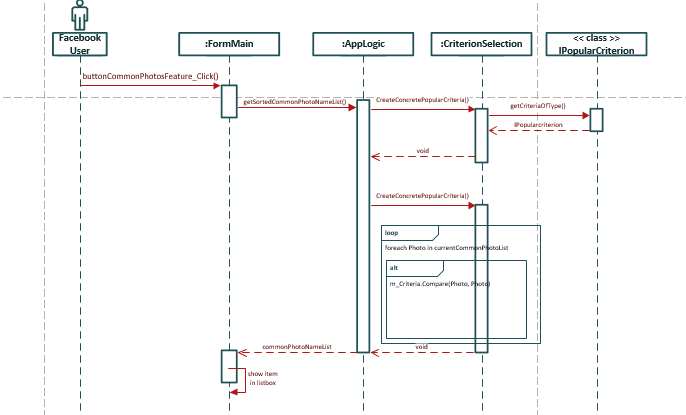 Facebook
User
:FormMain
:AppLogic
:CriterionSelection
<< class >>
IPopularCriterion
buttonCommonPhotosFeature_Click()
getSortedCommonPhotoNameList()
CreateConcretePopularCriteria()
getCriteriaOfType()
IPopularcriterion
void
CreateConcretePopularCriteria()
loop
foreach Photo in currentCommonPhotoList
alt
m_Criteria.Compare(Photo, Photo)
commonPhotoNameList
void
show item
in listbox